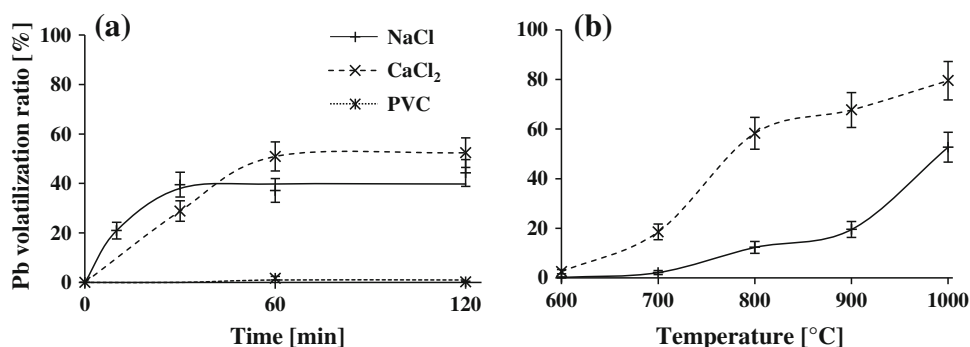 (a)
Pb volitilization ratio [%]
100
80
60
40
20
0
0
60
120
Time [min]
NaCl
CaCl₂
PVC
(b)
100
80
60
40
20
0
600
700
800
900
1000
Temperature [°C]